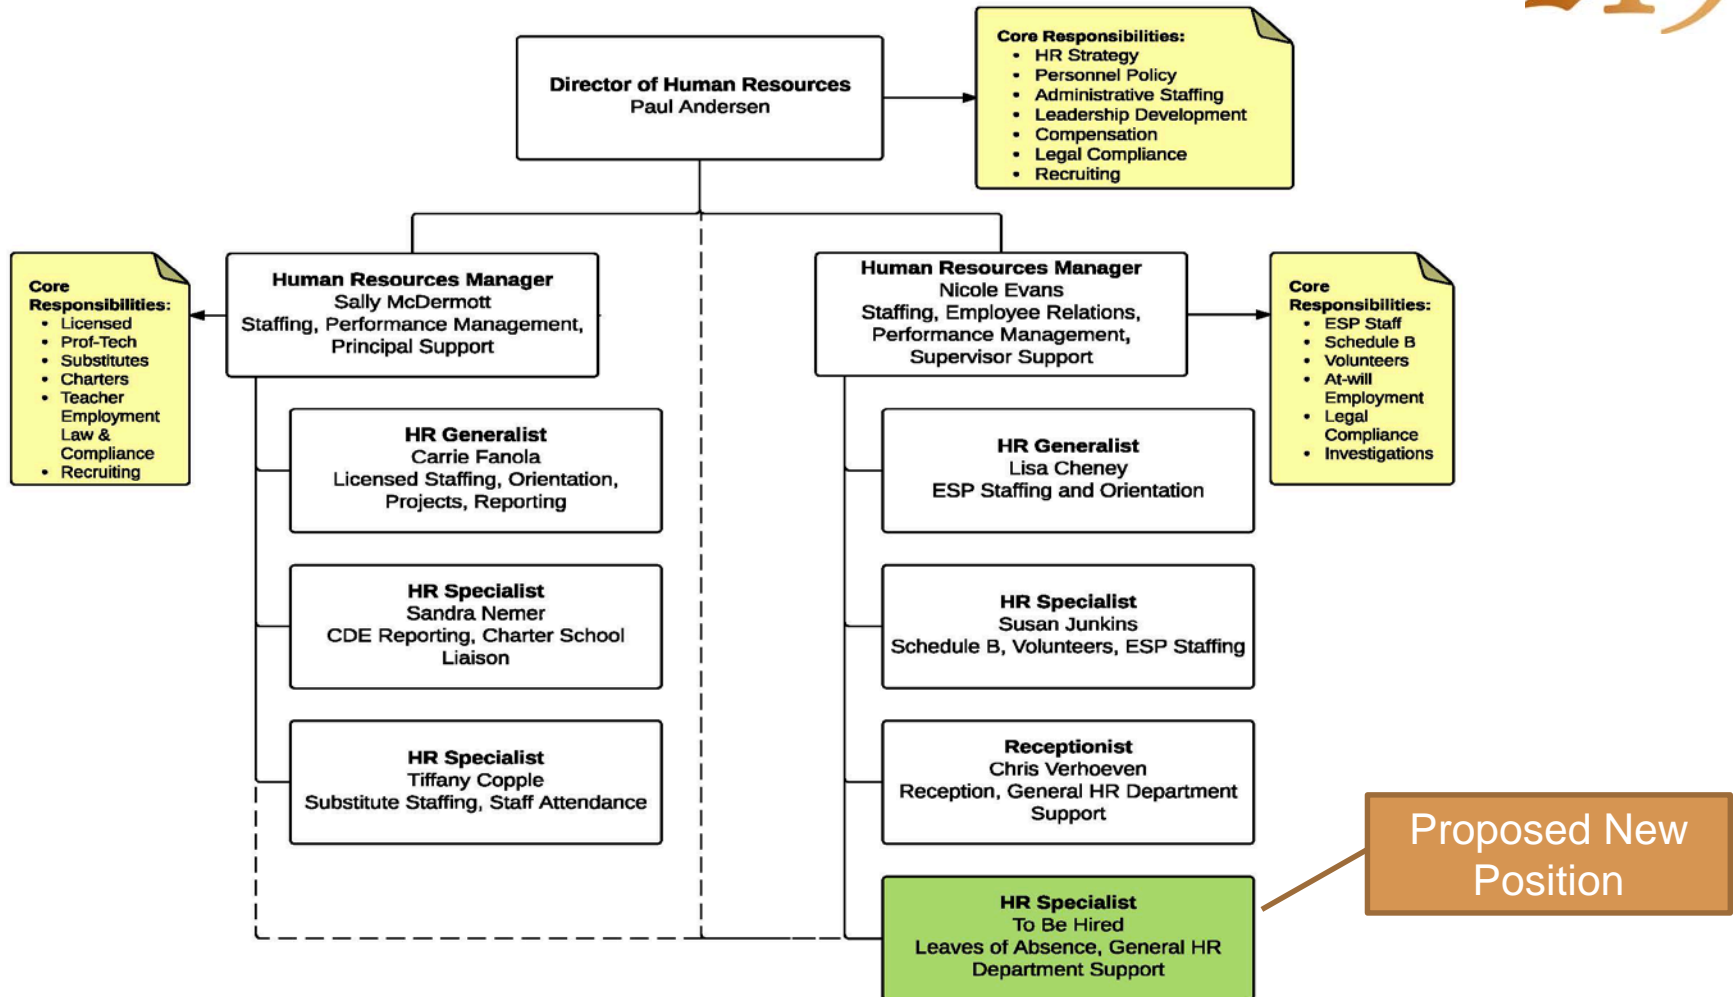 Director of Human Resources
Paul Andersen
Core Responsibilities:
• HR Strategy
• Personnel Policy
• Administrative Staffing
• Leadership Development
• Compensation
• Legal Compliance
• Recruiting
Core
Responsibilities:
• Licensed
• Prof-Tech
• Substitutes
• Charters
• Teacher
Employment
Law &
Compliance
• Recruiting
Human Resources Manager
Sally McDermott
Staffing, Performance Management,
Principal Support
Human Resources Manager
Nicole Evans
Staffing, Employee Relations,
Performance Management,
Supervisor Support
Core
Responsibilities:
• ESP Staff
• Schedule B
• Volunteers
• At-will
Employment
• Legal
Compliance
• Investigations
HR Generalist
Carrie Fanola
Licensed Staffing, Orientation,
Projects, Reporting
HR Generalist
Lisa Cheney
ESP Staffing and Orientation
HR Specialist
Sandra Nemer
CDE Reporting, Charter School
Liaison
HR Specialist
Susan Junkins
Schedule B, Volunteers, ESP Staffing
HR Specialist
Tiffany Copple
Substitute Staffing, Staff Attendance
Receptionist
Chris Verhoeven
Reception, General HR Department
Support
HR Specialist
To Be Hired
Leaves of Absence, General HR
Department Support
Proposed New
Position